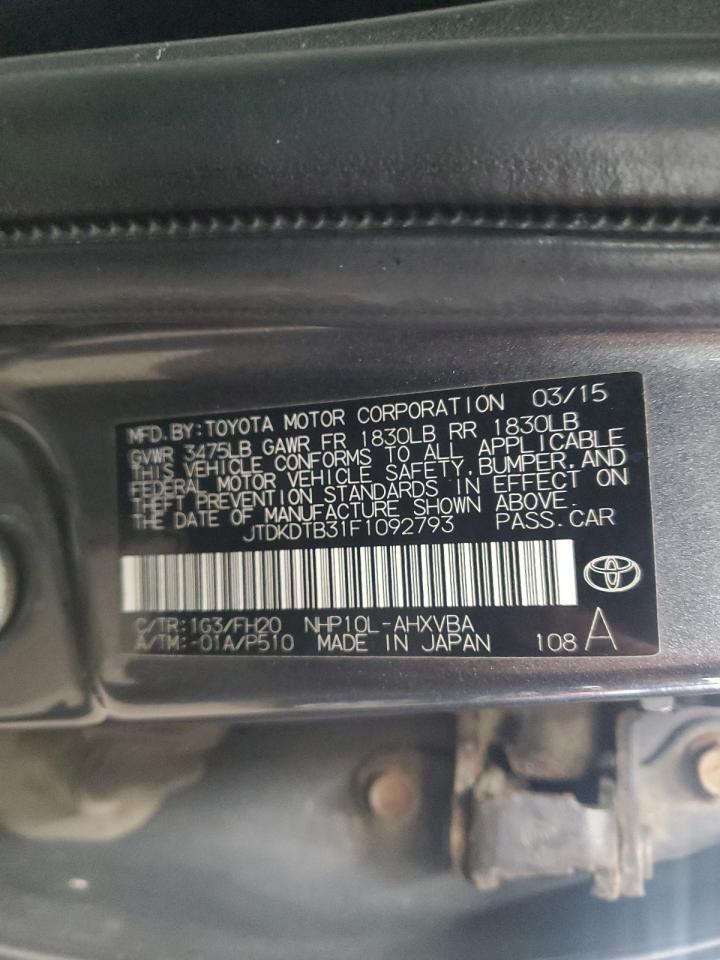 MFD.BY:TOYOTA MOTOR CORPORATION 03/15
GVWR 3475LB GAWR FR 1830LB RR 1830LB
THIS VEHICLE CONFORMS TO ALL APPLICABLE
FEDERAL MOTOR VEHICLE SAFETY,BUMPER,AND
THEFT PREVENTION STANDARDS IN EFFECT ON
THE DATE OF MANUFACTURE SHOWN ABOVE.
JTDKDTB31F1092793 PASS.CAR
C/TR:1G3/FH20 NHP10L-AHXVBA
A/TM:-01A/P510 MADE IN JAPAN 108 A